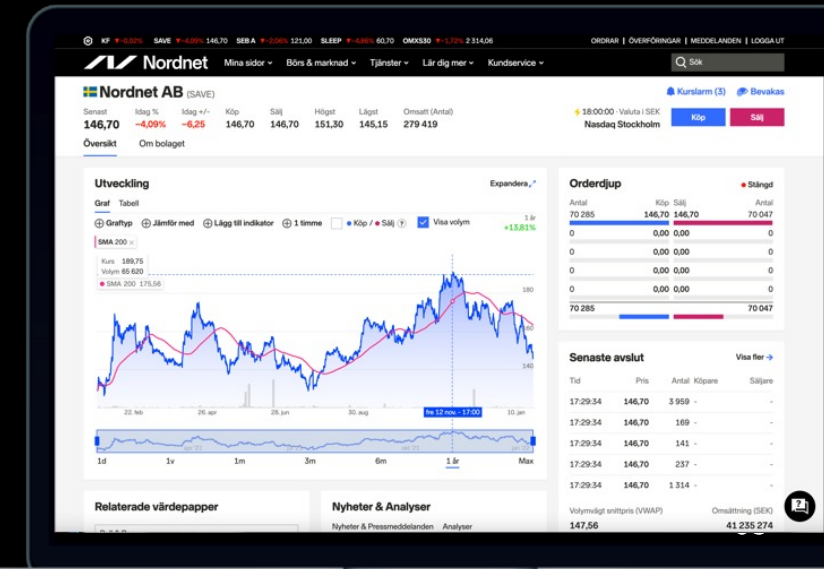 KF ▼-0,02% SAVE ▼-4,09% 146,70 SEB A ▼-2,06% 121,00 SLEEP ▼-4,86% 60,70 OMXS30 ▼-1,72% 2 314,06 ORDRAR | ÖVERFÖRINGAR | MEDDELANDEN | LOGGA UT
Nordnet Mina sidor Börs & marknad Tjänster Lär dig mer Kundservice Sök
Nordnet AB (SAVE) Kurslarm (3) Bevakas
Senast Idag % Idag +/- Köp Sälj Högst Lägst Omsatt (Antal)
146,70 -4,09% -6,25 146,70 146,70 151,30 145,15 279 419
18:00:00 · Valuta i SEK
Nasdaq Stockholm
Köp Sälj
Översikt Om bolaget
Utveckling Expandera
Graf Tabell
Graftyp Jämför med Lägg till indikator 1 timme Köp / Sälj ? Visa volym
1 år
+13,81%
SMA 200 ×
Kurs 189,75
Volym 65 620
SMA 200 175,56
180
160
140
22. feb 26. apr 28. jun 30. aug fre 12 nov. - 17:00 10. jan
1d 1v 1m 3m 6m 1 år Max
Orderdjup Stängd
Antal Köp Sälj Antal
70 285 146,70 146,70 70 047
0 0,00 0,00 0
0 0,00 0,00 0
0 0,00 0,00 0
0 0,00 0,00 0
70 285 70 047
Senaste avslut Visa fler →
Tid Pris Antal Köpare Säljare
17:29:34 146,70 3 959 - -
17:29:34 146,70 169 - -
17:29:34 146,70 141 - -
17:29:34 146,70 237 - -
17:29:34 146,70 1 314 - -
Volymvägt snittpris (VWAP) Omsättning (SEK)
147,56 41 235 274
Relaterade värdepapper
Nyheter & Analyser
Nyheter & Pressmeddelanden Analyser